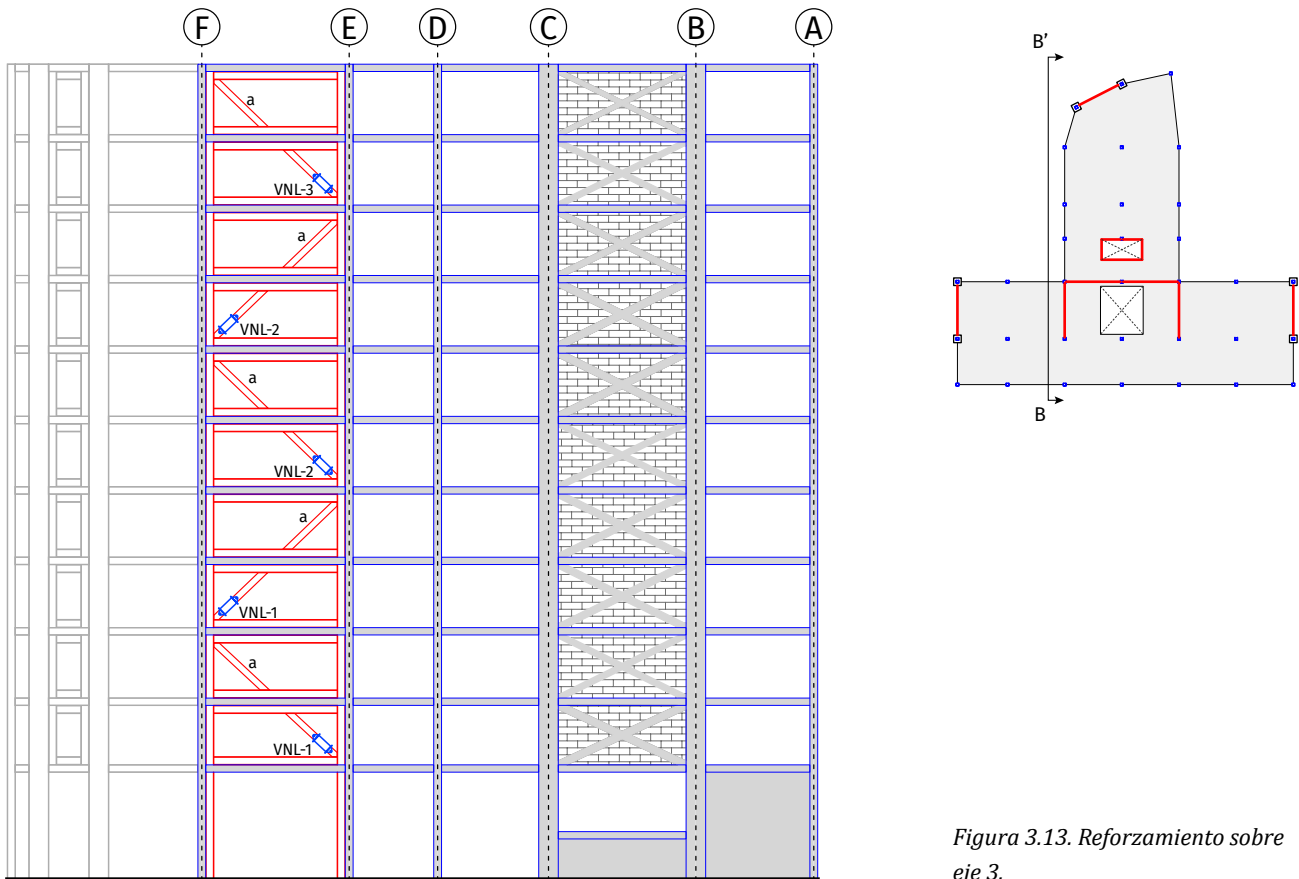 F E D C B A
a
VNL-3
a
VNL-2
a
VNL-2
a
VNL-1
a
VNL-1
B'
B
Figura 3.13. Reforzamiento sobre
eje 3.